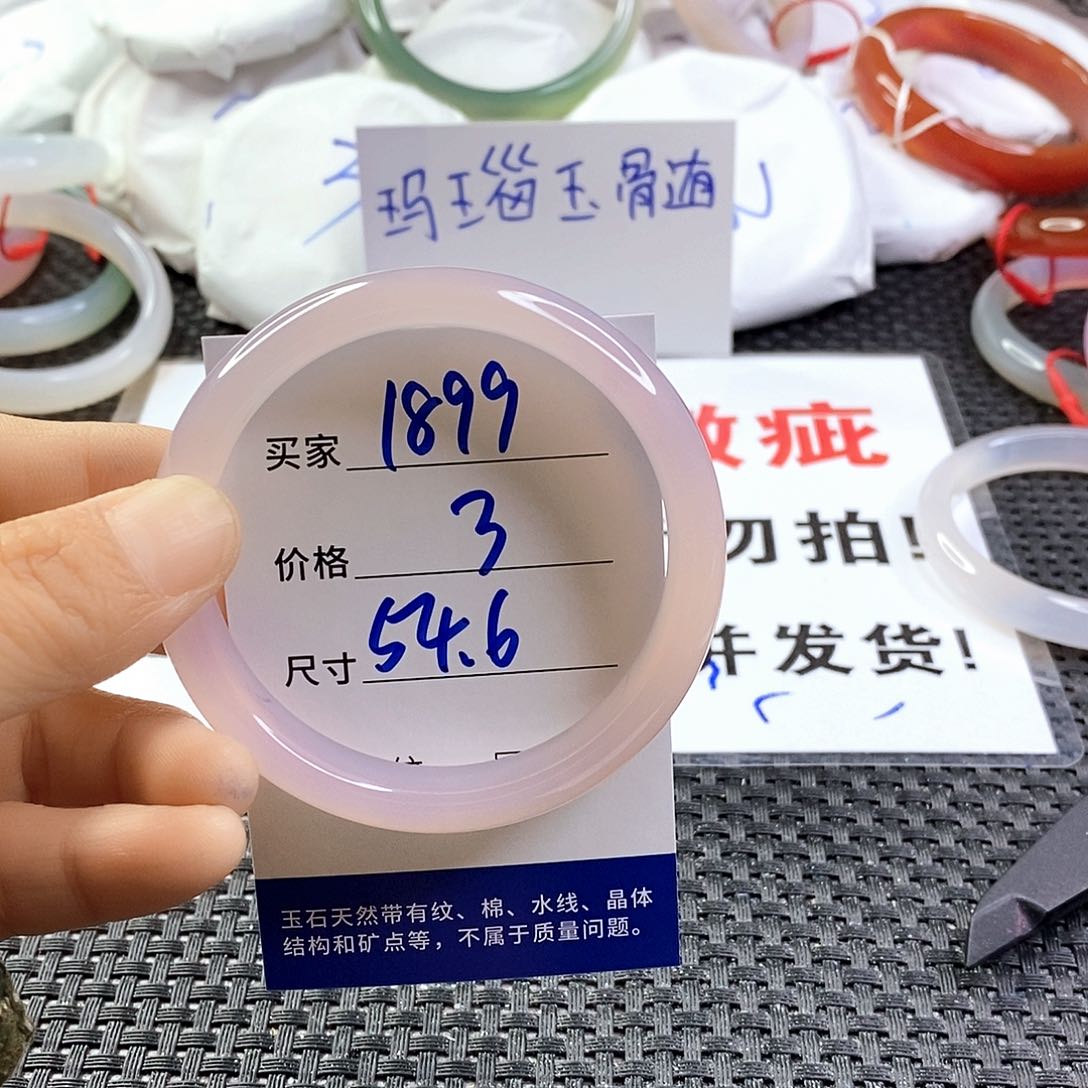 玛瑙玉骨髓
买家 1899
价格 3
尺寸 54.6
疵
勿拍!
并发货!
玉石天然带有纹、棉、水线、晶体
结构和矿点等，不属于质量问题。